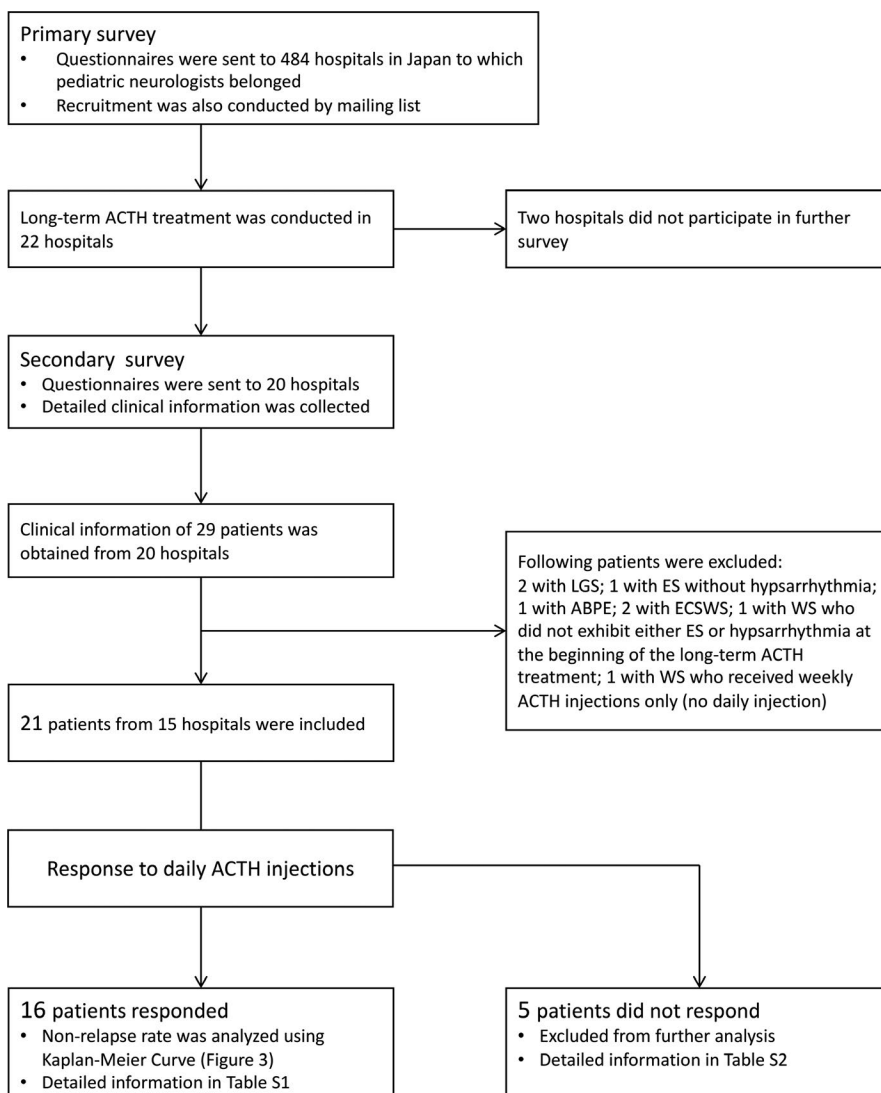 Primary survey
• Questionnaires were sent to 484 hospitals in Japan to which
pediatric neurologists belonged
• Recruitment was also conducted by mailing list
Long-term ACTH treatment was conducted in
22 hospitals
Two hospitals did not participate in further
survey
Secondary survey
• Questionnaires were sent to 20 hospitals
• Detailed clinical information was collected
Clinical information of 29 patients was
obtained from 20 hospitals
Following patients were excluded:
2 with LGS; 1 with ES without hypsarrhythmia;
1 with ABPE; 2 with ECSWS; 1 with WS who
did not exhibit either ES or hypsarrhythmia at
the beginning of the long-term ACTH
treatment; 1 with WS who received weekly
ACTH injections only (no daily injection)
21 patients from 15 hospitals were included
Response to daily ACTH injections
16 patients responded
• Non-relapse rate was analyzed using
Kaplan-Meier Curve (Figure 3)
• Detailed information in Table S1
5 patients did not respond
• Excluded from further analysis
• Detailed information in Table S2